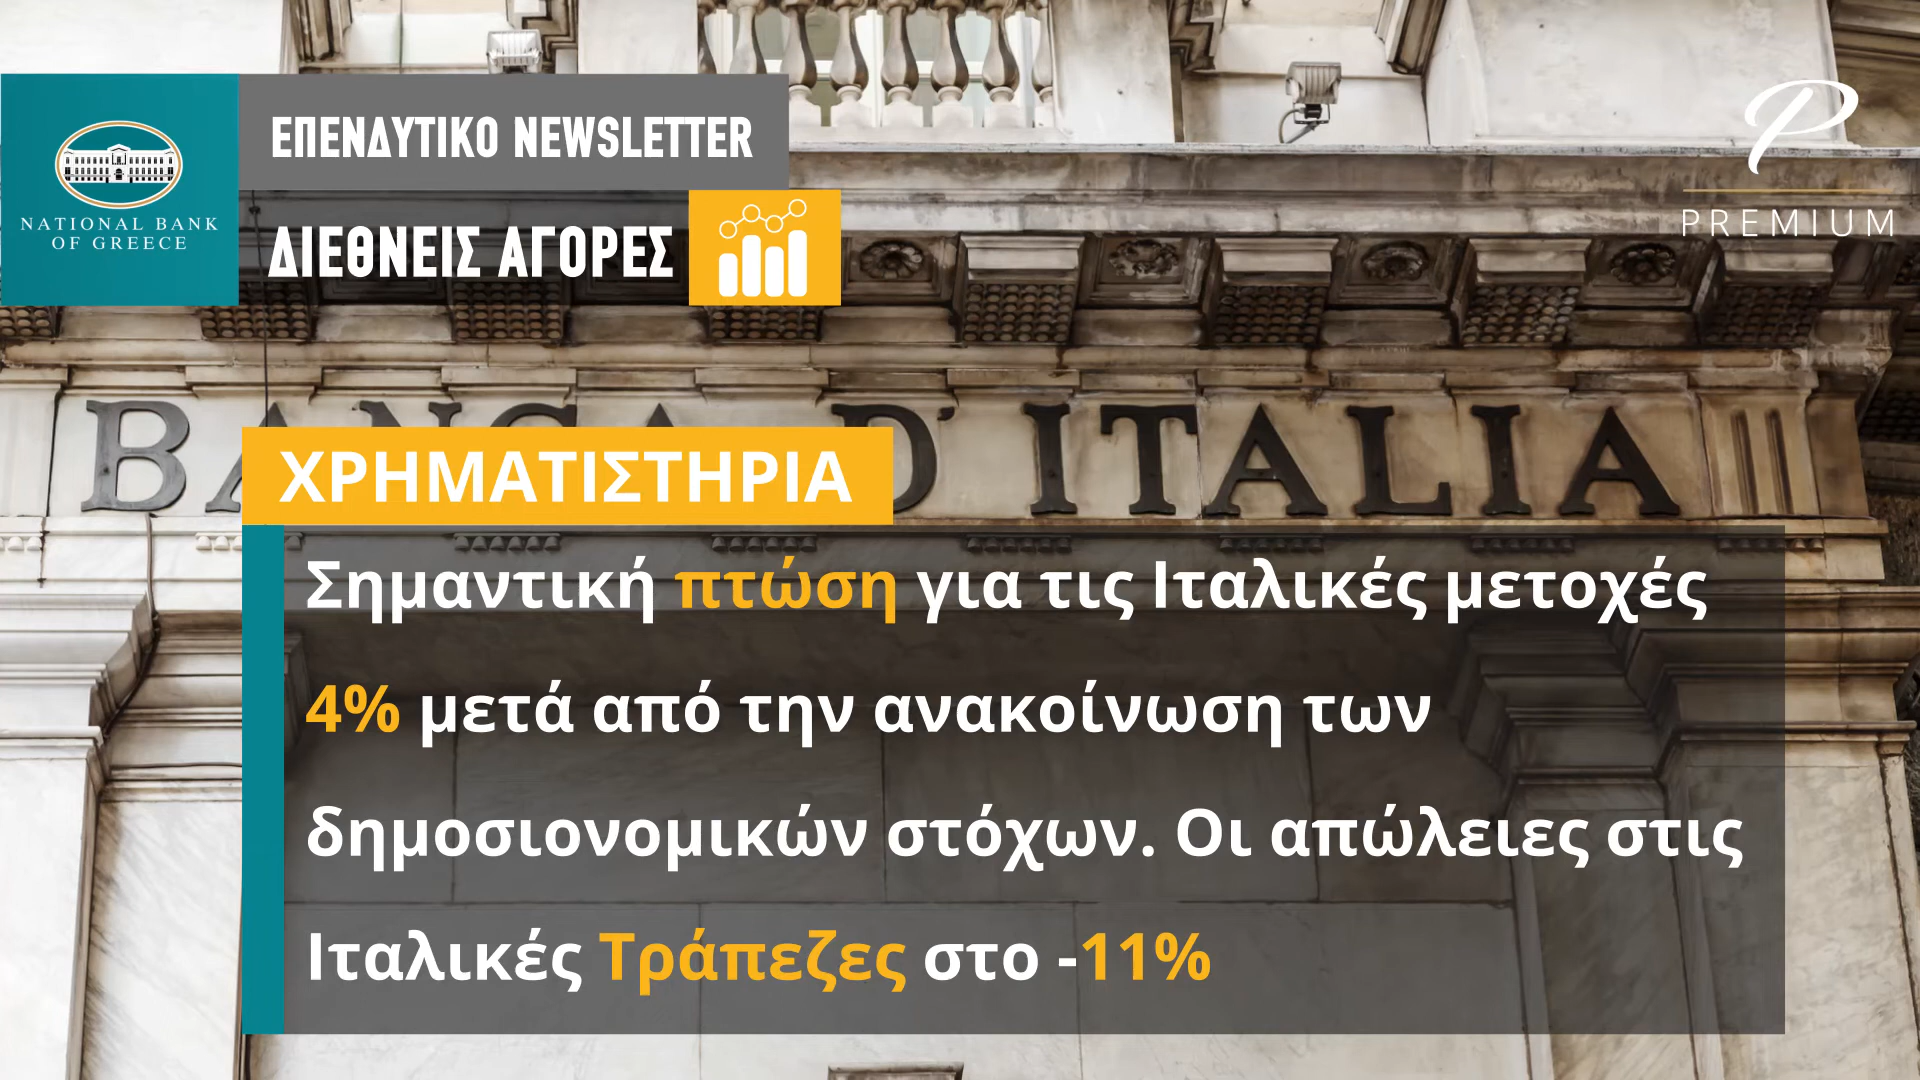 ΕΠΕΝΔΥΤΙΚΟ NEWSLETTER
NATIONAL BANK
OF GREECE
ΔΙΕΘΝΕΙΣ ΑΓΟΡΕΣ
P
PREMIUM
BANCA D'ITALIA
ΧΡΗΜΑΤΙΣΤΗΡΙΑ
Σημαντική πτώση για τις Ιταλικές μετοχές
4% μετά από την ανακοίνωση των
δημοσιονομικών στόχων. Οι απώλειες στις
Ιταλικές Τράπεζες στο -11%